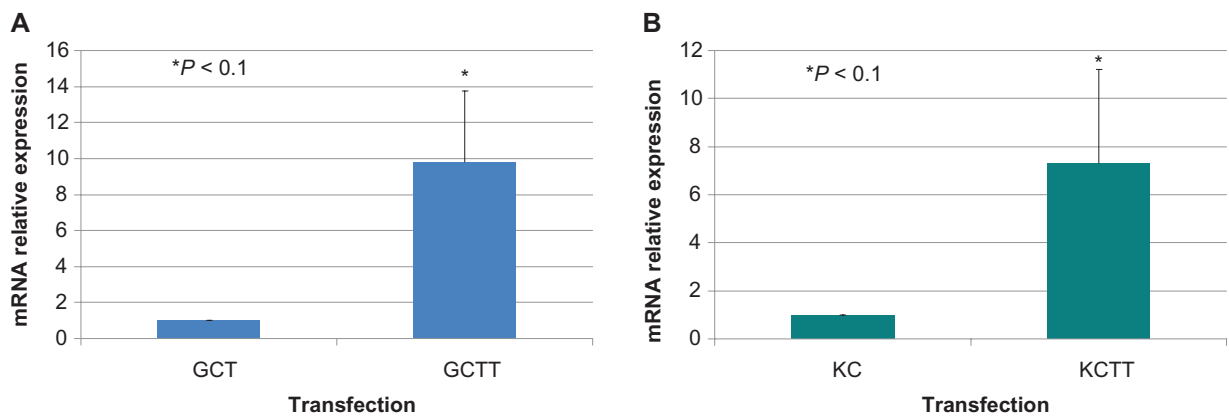 A
mRNA relative expression
16
14
12
10
8
6
4
2
0
*P < 0.1
*
GCT
GCTT
Transfection
B
mRNA relative expression
12
10
8
6
4
2
0
*P < 0.1
*
KC
KCTT
Transfection